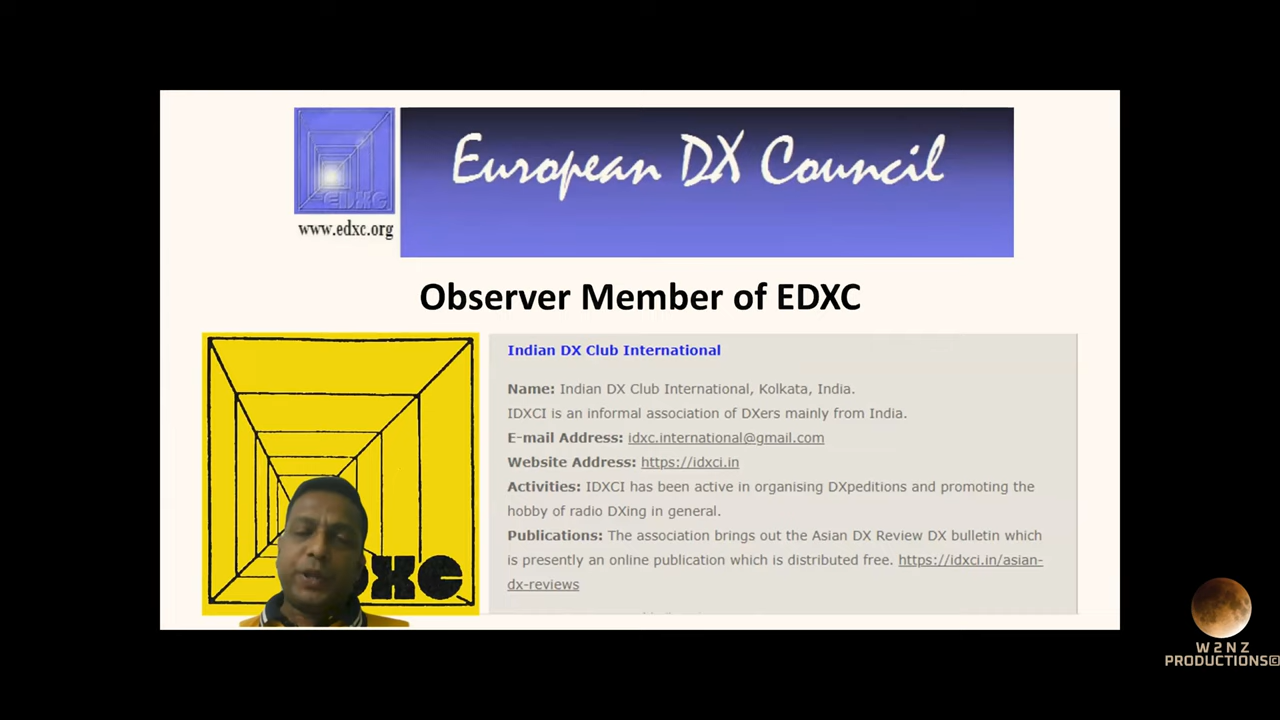 European DX Council
EDXC
www.edxc.org
Observer Member of EDXC
DXC
Indian DX Club International
Name: Indian DX Club International, Kolkata, India.
IDXCI is an informal association of DXers mainly from India.
E-mail Address: idxc.international@gmail.com
Website Address: https://idxci.in
Activities: IDXCI has been active in organising DXpeditions and promoting the
hobby of radio DXing in general.
Publications: The association brings out the Asian DX Review DX bulletin which
is presently an online publication which is distributed free. https://idxci.in/asian-
dx-reviews
W2NZ
PRODUCTIONS©